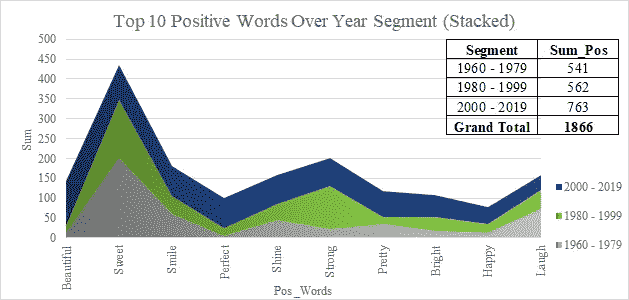 Top 10 Positive Words Over Year Segment (Stacked)
Segment Sum_Pos
1960 - 1979 541
1980 - 1999 562
2000 - 2019 763
Grand Total 1866
500
450
400
350
300
250
200
150
100
50
0
Sum
Beautiful
Sweet
Smile
Perfect
Shine
Strong
Pretty
Bright
Happy
Laugh
Pos_Words
2000 - 2019
1980 - 1999
1960 - 1979